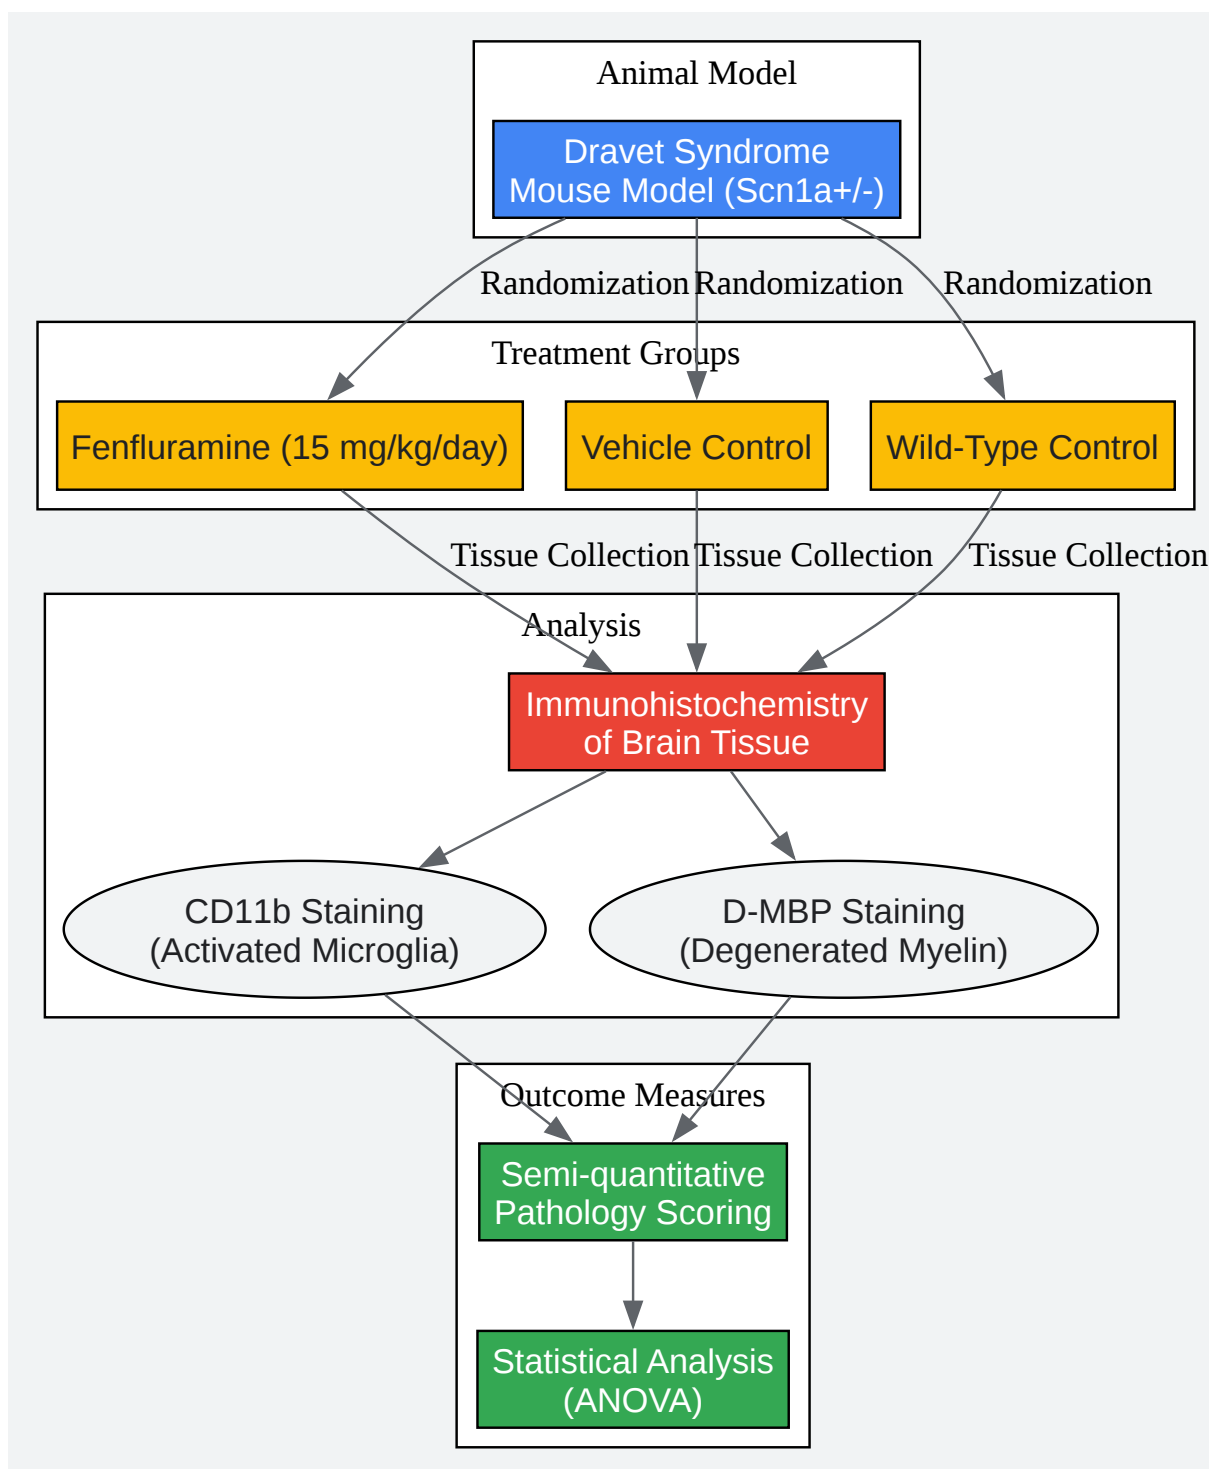 Animal Model
Dravet Syndrome
Mouse Model (Scn1a+/-)
Randomization
Randomization
Randomization
Treatment Groups
Fenfluramine (15 mg/kg/day)
Vehicle Control
Wild-Type Control
Tissue Collection
Tissue Collection
Tissue Collection
Analysis
Immunohistochemistry
of Brain Tissue
CD11b Staining
(Activated Microglia)
D-MBP Staining
(Degenerated Myelin)
Outcome Measures
Semi-quantitative
Pathology Scoring
Statistical Analysis
(ANOVA)